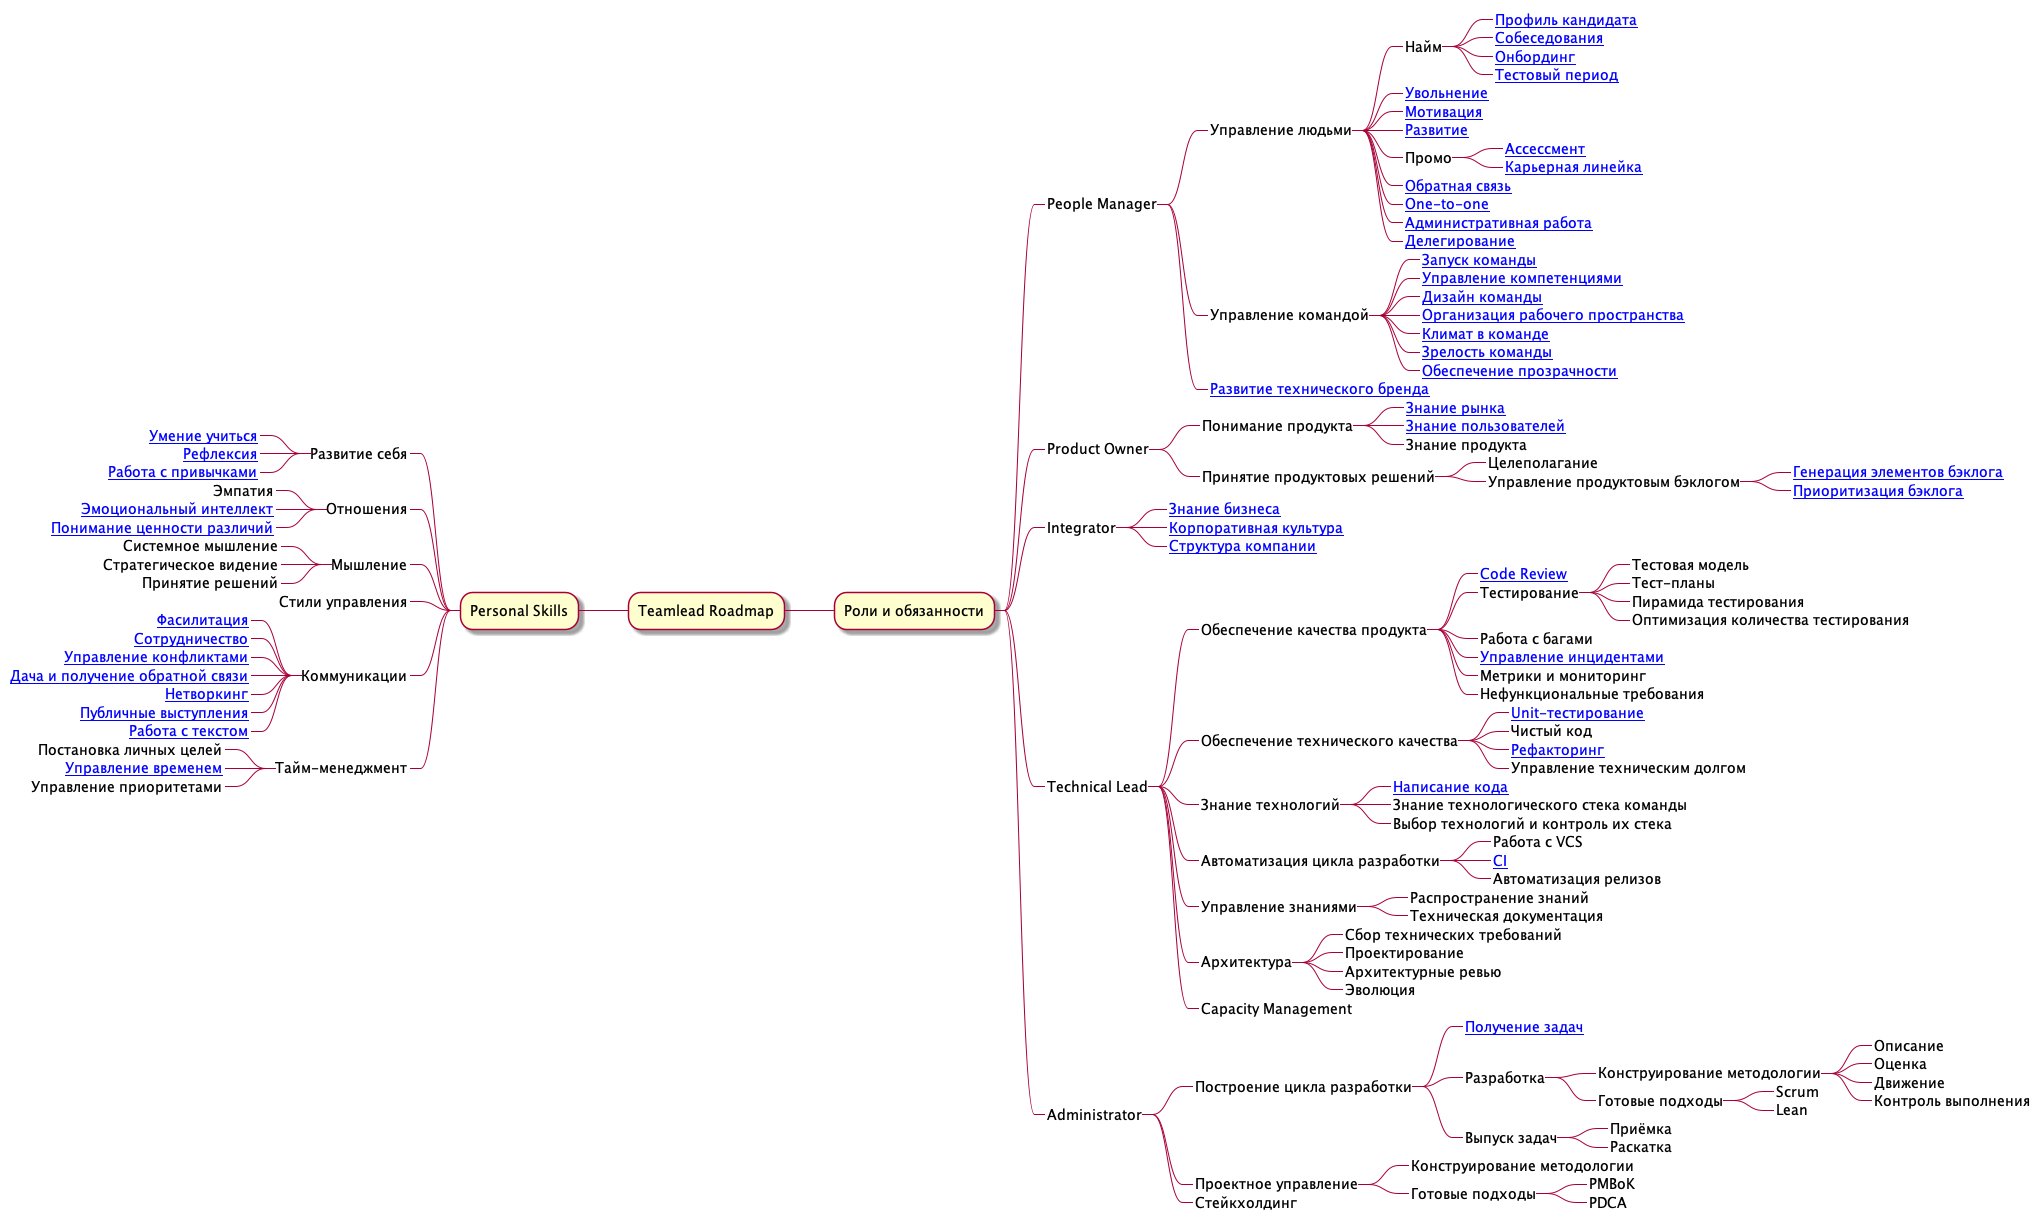 Teamlead Roadmap
Роли и обязанности
People Manager
Управление людьми
Найм
Профиль кандидата
Собеседования
Онбординг
Тестовый период
Увольнение
Мотивация
Развитие
Промо
Ассессмент
Карьерная линейка
Обратная связь
One-to-one
Административная работа
Делегирование
Управление командой
Запуск команды
Управление компетенциями
Дизайн команды
Организация рабочего пространства
Климат в команде
Зрелость команды
Обеспечение прозрачности
Развитие технического бренда
Product Owner
Понимание продукта
Знание рынка
Знание пользователей
Знание продукта
Принятие продуктовых решений
Целеполагание
Управление продуктовым бэклогом
Генерация элементов бэклога
Приоритизация бэклога
Integrator
Знание бизнеса
Корпоративная культура
Структура компании
Technical Lead
Обеспечение качества продукта
Code Review
Тестирование
Тестовая модель
Тест-планы
Пирамида тестирования
Оптимизация количества тестирования
Работа с багами
Управление инцидентами
Метрики и мониторинг
Нефункциональные требования
Обеспечение технического качества
Unit-тестирование
Чистый код
Рефакторинг
Управление техническим долгом
Знание технологий
Написание кода
Знание технологического стека команды
Выбор технологий и контроль их стека
Автоматизация цикла разработки
Работа с VCS
CI
Автоматизация релизов
Управление знаниями
Распространение знаний
Техническая документация
Архитектура
Сбор технических требований
Проектирование
Архитектурные ревью
Эволюция
Capacity Management
Administrator
Построение цикла разработки
Получение задач
Разработка
Конструирование методологии
Описание
Оценка
Движение
Контроль выполнения
Готовые подходы
Scrum
Lean
Выпуск задач
Приёмка
Раскатка
Проектное управление
Конструирование методологии
Готовые подходы
PMBoK
PDCA
Стейкхолдинг
Personal Skills
Развитие себя
Умение учиться
Рефлексия
Работа с привычками
Отношения
Эмпатия
Эмоциональный интеллект
Понимание ценности различий
Мышление
Системное мышление
Стратегическое видение
Принятие решений
Стили управления
Коммуникации
Фасилитация
Сотрудничество
Управление конфликтами
Дача и получение обратной связи
Нетворкинг
Публичные выступления
Работа с текстом
Тайм-менеджмент
Постановка личных целей
Управление временем
Управление приоритетами